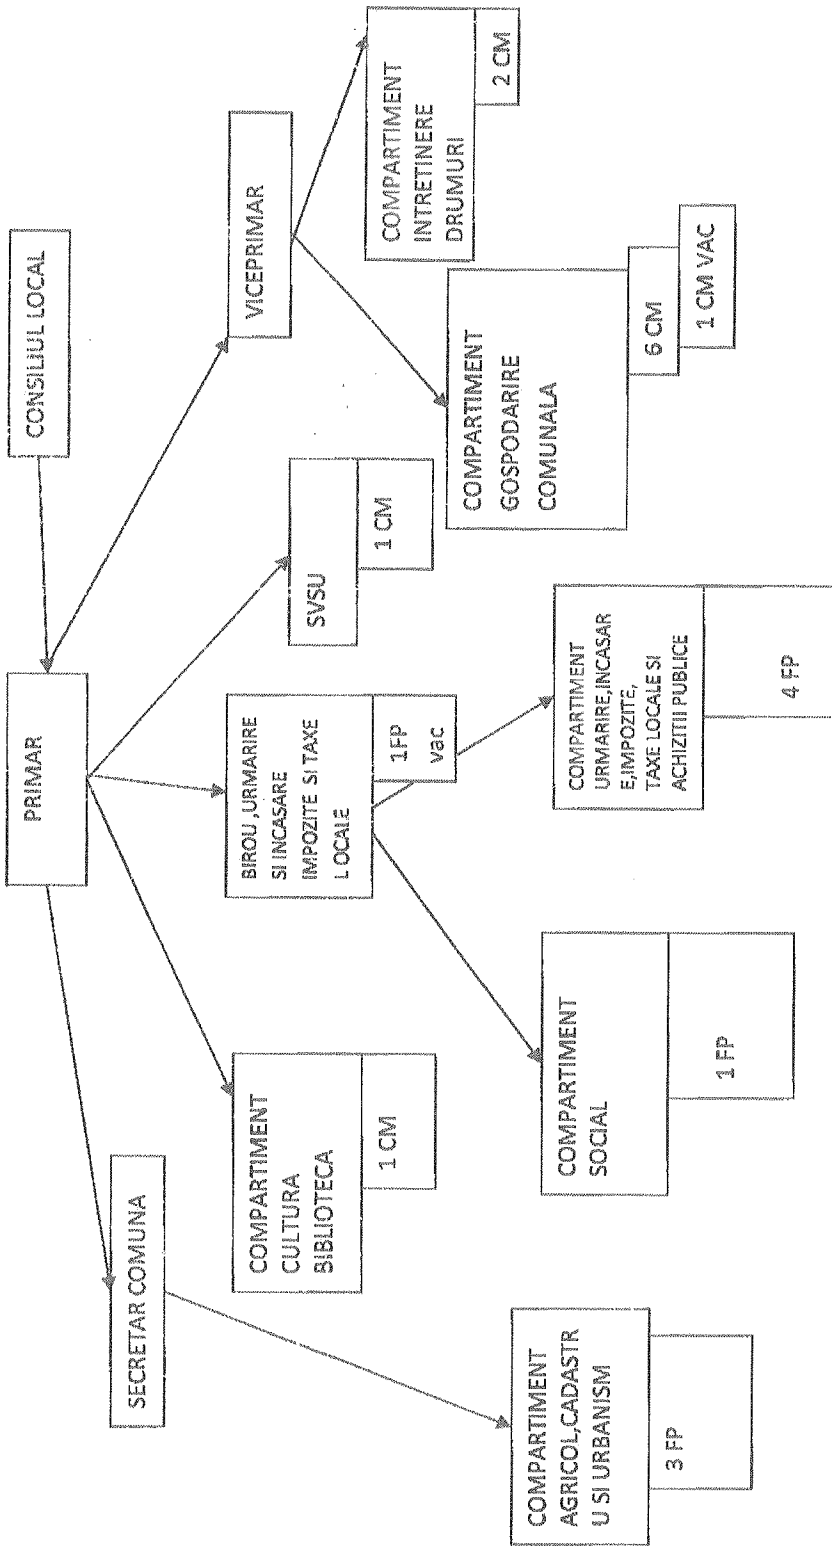 CONSILIUL LOCAL
PRIMAR
SECRETAR COMUNA
VICEPRIMAR
COMPARTIMENT
CULTURA
BIBLIOTECA
1 CM
BIROU ,URMARIRE
SI INCASARE
IMPOZITE SI TAXE
LOCALE
1FP
vac
SVSU
1 CM
COMPARTIMENT
INTRETINERE
DRUMURI
2 CM
COMPARTIMENT
GOSPODARIRE
COMUNALA
6 CM
1 CM VAC
COMPARTIMENT
AGRICOL,CADASTR
U SI URBANISM
3 FP
COMPARTIMENT
SOCIAL
1 FP
COMPARTIMENT
URMARIRE,INCASAR
E,IMPOZITE,
TAXE LOCALE SI
ACHIZITII PUBLICE
4 FP